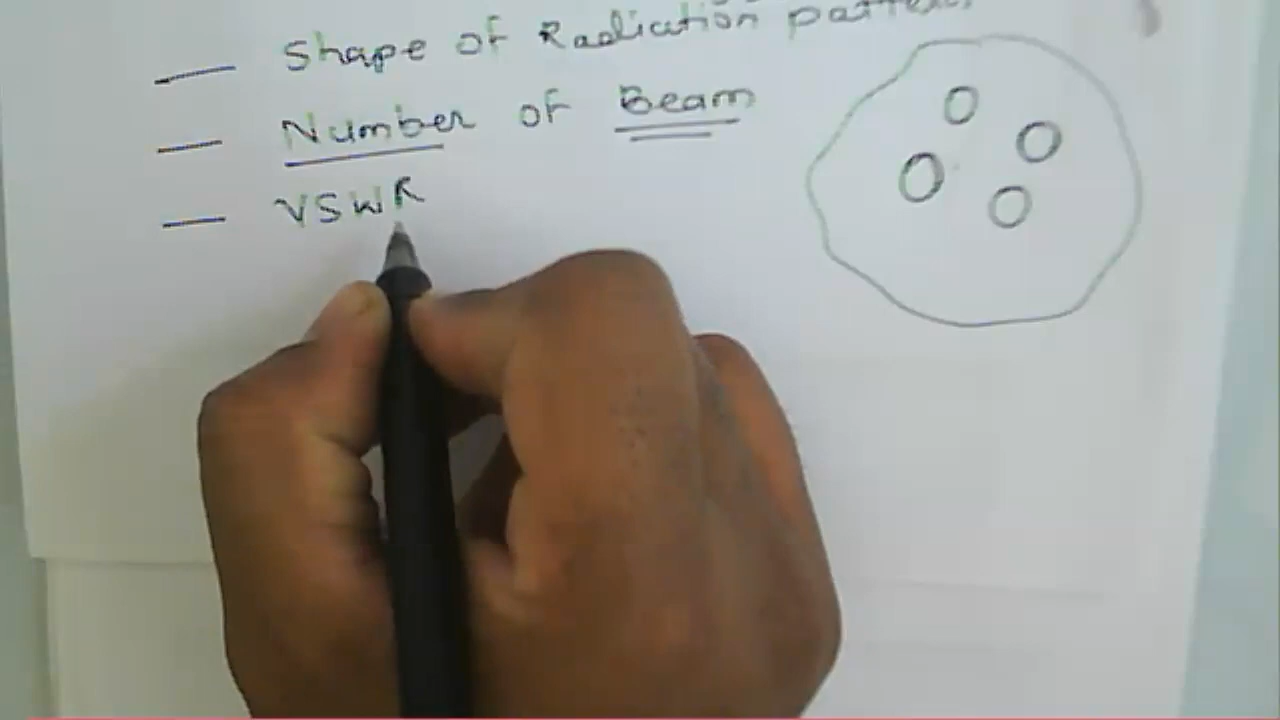 — Shape of Radiation pattern
— Number of Beam
— VSWR